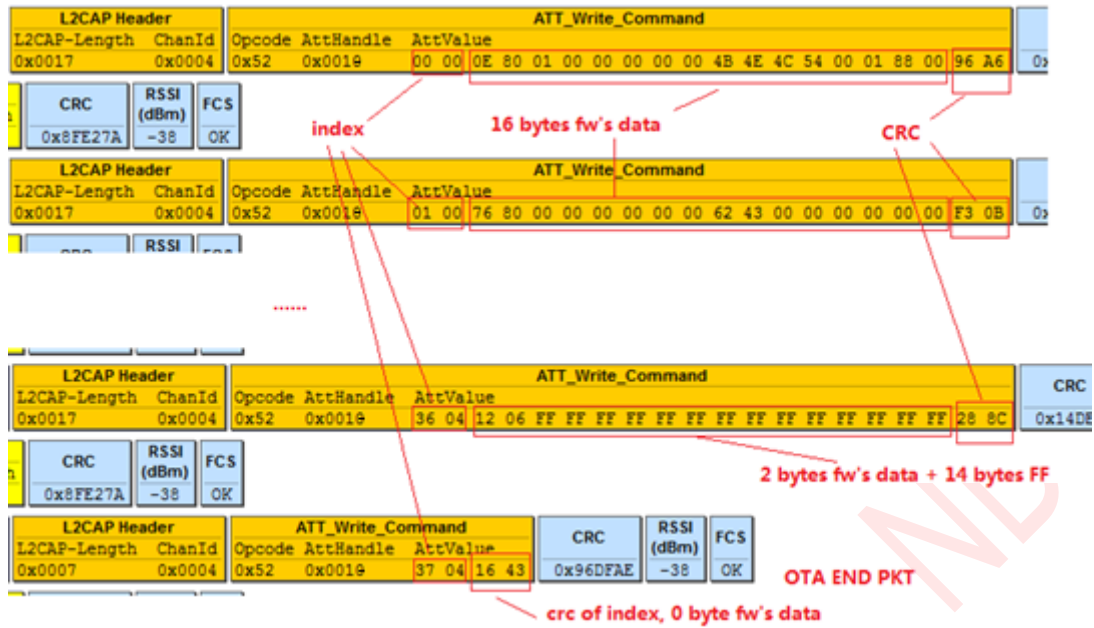 L2CAP Header ATT_Write_Command
L2CAP-Length ChanId Opcode AttHandle AttValue
0x0017 0x0004 0x52 0x0019 00 00 0E 80 01 00 00 00 00 00 4B 4E 4C 54 00 01 88 00 96 A6 0x
CRC RSSI (dBm) FCS
0x8FE27A -38 OK
index 16 bytes fw's data CRC
L2CAP Header ATT_Write_Command
L2CAP-Length ChanId Opcode AttHandle AttValue
0x0017 0x0004 0x52 0x0019 01 00 76 80 00 00 00 00 00 00 62 43 00 00 00 00 00 00 F3 0B 0x
RSSI
......
L2CAP Header ATT_Write_Command
L2CAP-Length ChanId Opcode AttHandle AttValue CRC
0x0017 0x0004 0x52 0x0019 36 04 12 06 FF FF FF FF FF FF FF FF FF FF FF FF FF FF 28 8C 0x14DE
CRC RSSI (dBm) FCS
0x8FE27A -38 OK
2 bytes fw's data + 14 bytes FF
L2CAP Header ATT_Write_Command CRC RSSI (dBm) FCS
L2CAP-Length ChanId Opcode AttHandle AttValue
0x0007 0x0004 0x52 0x0019 37 04 16 43 0x96DFAE -38 OK
OTA END PKT
crc of index, 0 byte fw's data